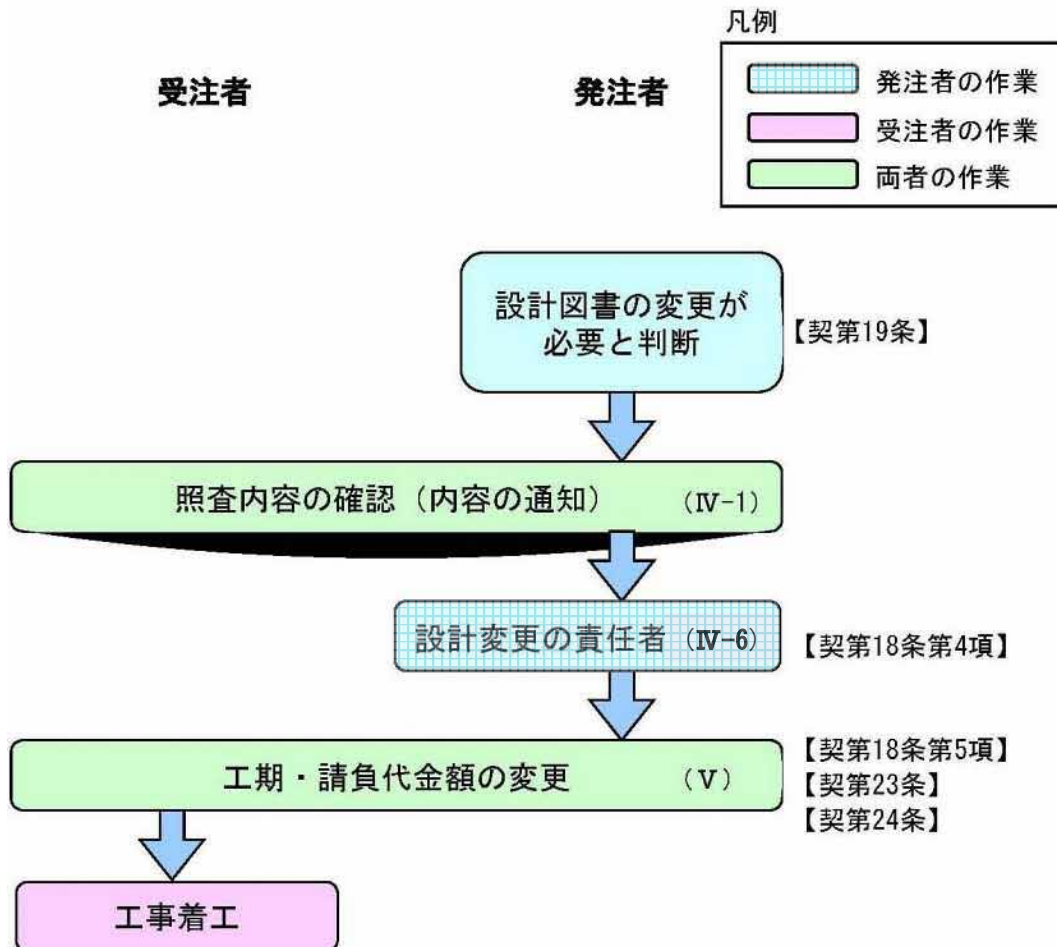 凡例
発注者の作業
受注者の作業
両者の作業
受注者
発注者
設計図書の変更が
必要と判断
【契第19条】
照査内容の確認（内容の通知） （Ⅳ-1）
設計変更の責任者（Ⅳ-6）
【契第18条第4項】
工期・請負代金額の変更 （Ⅴ）
【契第18条第5項】
【契第23条】
【契第24条】
工事着工